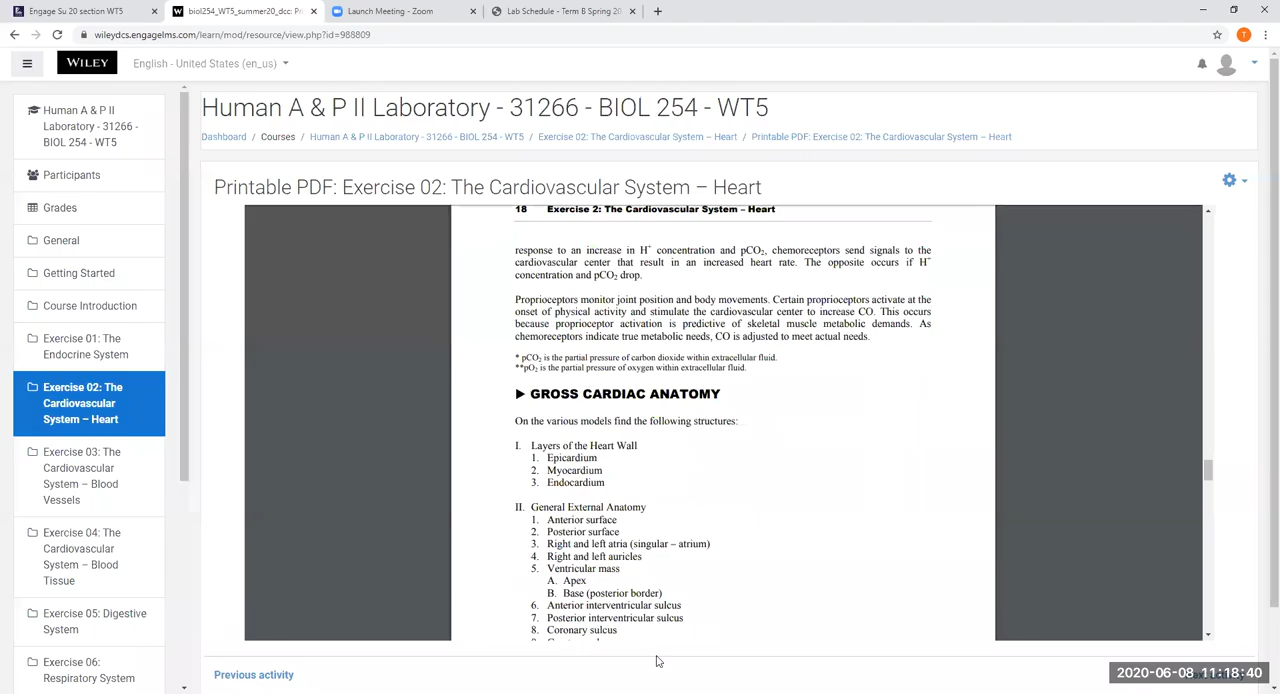 Engage Su 20 section WT5
biol254_WT5_summer20_dcc: Pr
Launch Meeting - Zoom
Lab Schedule - Term B Spring 20
wileydcs.engagelms.com/learn/mod/resource/view.php?id=988809
T
WILEY
English - United States (en_us)
Human A & P II
Laboratory - 31266 -
BIOL 254 - WT5
Participants
Grades
General
Getting Started
Course Introduction
Exercise 01: The
Endocrine System
Exercise 02: The
Cardiovascular
System – Heart
Exercise 03: The
Cardiovascular
System – Blood
Vessels
Exercise 04: The
Cardiovascular
System – Blood
Tissue
Exercise 05: Digestive
System
Exercise 06:
Respiratory System
Human A & P II Laboratory - 31266 - BIOL 254 - WT5
Dashboard / Courses / Human A & P II Laboratory - 31266 - BIOL 254 - WT5 / Exercise 02: The Cardiovascular System – Heart / Printable PDF: Exercise 02: The Cardiovascular System – Heart
Printable PDF: Exercise 02: The Cardiovascular System – Heart
18 Exercise 2: The Cardiovascular System – Heart
response to an increase in H+ concentration and pCO2, chemoreceptors send signals to the
cardiovascular center that result in an increased heart rate. The opposite occurs if H+
concentration and pCO2 drop.
Proprioceptors monitor joint position and body movements. Certain proprioceptors activate at the
onset of physical activity and stimulate the cardiovascular center to increase CO. This occurs
because proprioceptor activation is predictive of skeletal muscle metabolic demands. As
chemoreceptors indicate true metabolic needs, CO is adjusted to meet actual needs.
* pCO2 is the partial pressure of carbon dioxide within extracellular fluid.
**pO2 is the partial pressure of oxygen within extracellular fluid.
▶ GROSS CARDIAC ANATOMY
On the various models find the following structures:
I. Layers of the Heart Wall
1. Epicardium
2. Myocardium
3. Endocardium
II. General External Anatomy
1. Anterior surface
2. Posterior surface
3. Right and left atria (singular – atrium)
4. Right and left auricles
5. Ventricular mass
A. Apex
B. Base (posterior border)
6. Anterior interventricular sulcus
7. Posterior interventricular sulcus
8. Coronary sulcus
Previous activity
2020-06-08 11:18:40